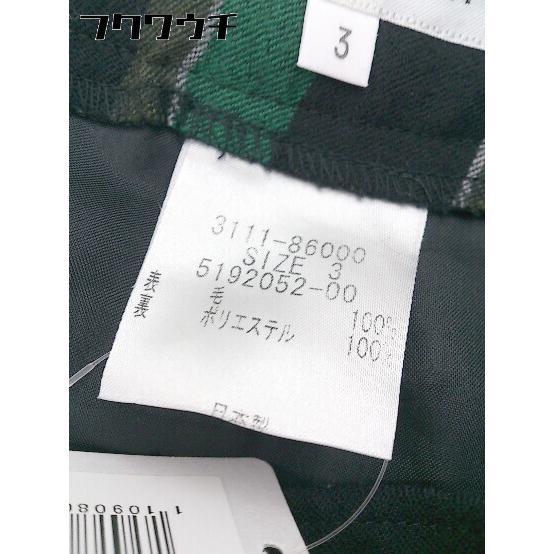 フクワウチ
3
3111-86000
SIZE 3
5192052-00
表 毛 100%
裏 ポリエステル 100%
日本製